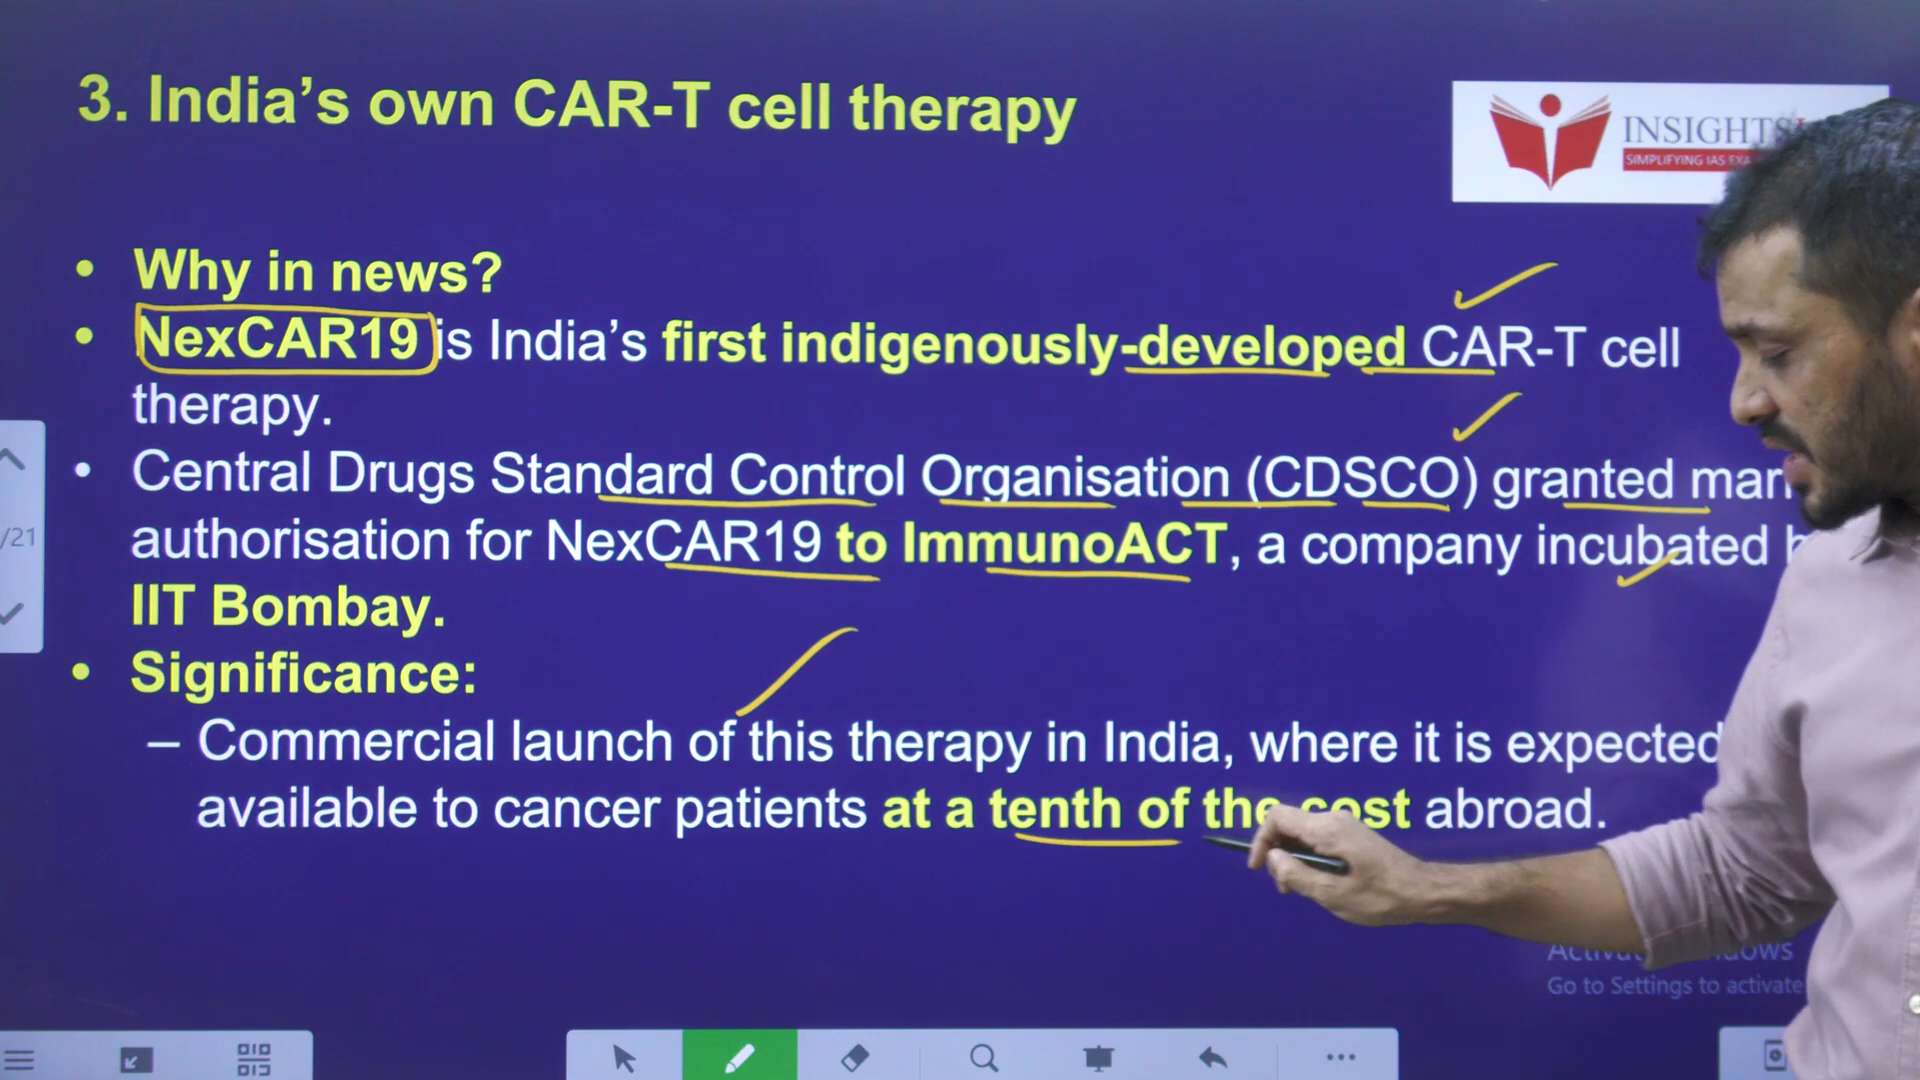 3. India's own CAR-T cell therapy
INSIGHTS
SIMPLIFYING IAS
• Why in news?
• NexCAR19 is India's first indigenously-developed CAR-T cell
therapy.
• Central Drugs Standard Control Organisation (CDSCO) granted
authorisation for NexCAR19 to ImmunoACT, a company incubated
IIT Bombay.
• Significance:
– Commercial launch of this therapy in India, where it is expected
available to cancer patients at a tenth of the cost abroad.
/21
Go to Settings to activate